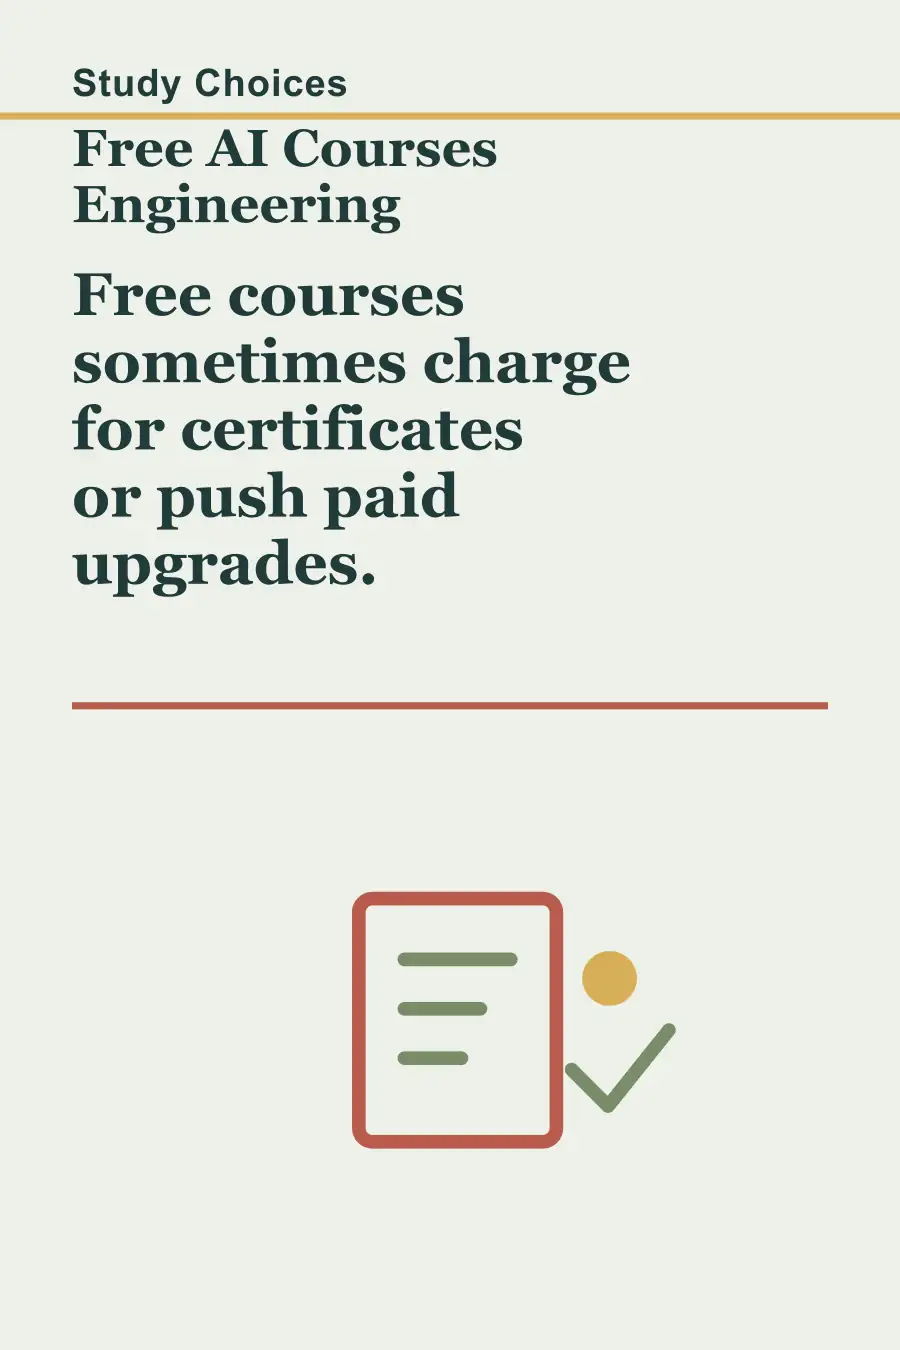 Study Choices
Free AI Courses
Engineering
Free courses
sometimes charge
for certificates
or push paid
upgrades.